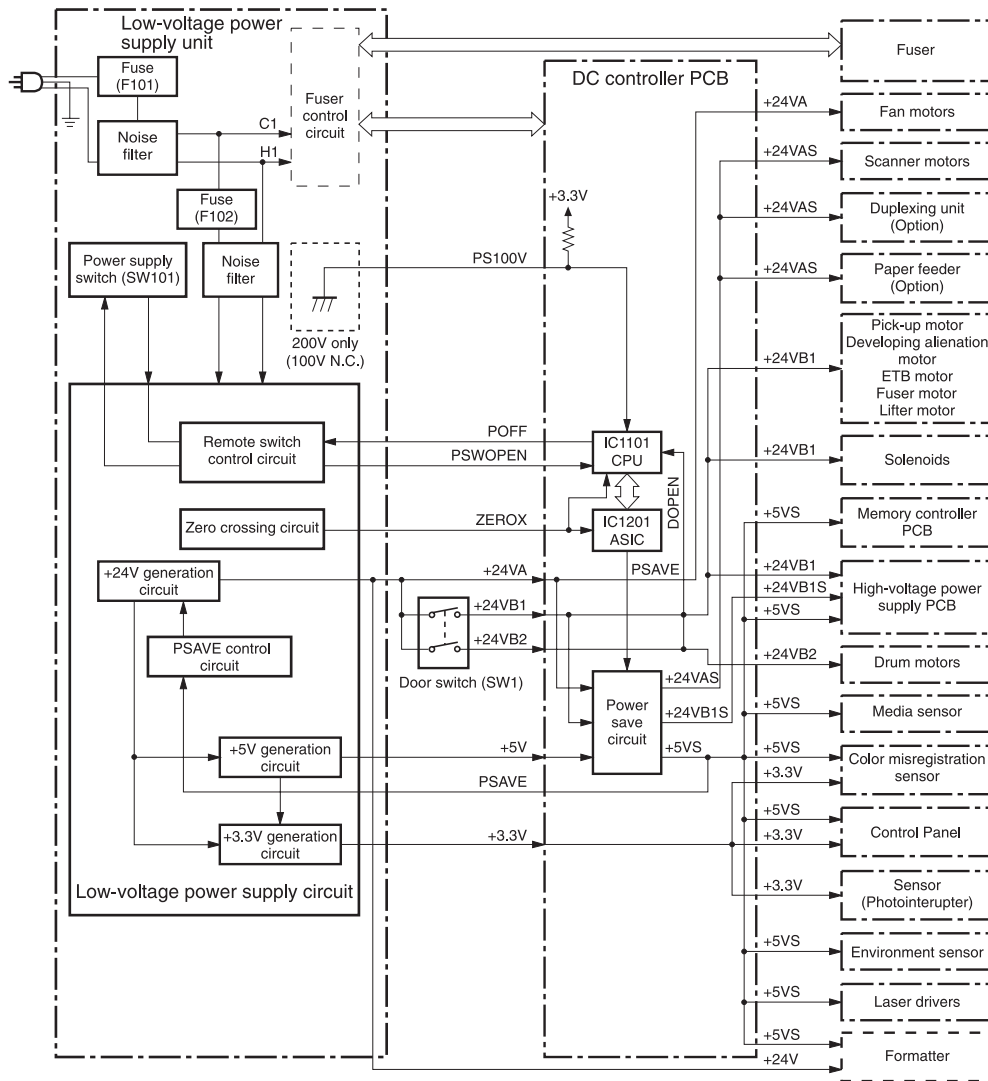 Low-voltage power
supply unit
Fuse
(F101)
Noise
filter
C1
H1
Fuser
control
circuit
Fuse
(F102)
Power supply
switch (SW101)
Noise
filter
200V only
(100V N.C.)
Remote switch
control circuit
Zero crossing circuit
+24V generation
circuit
PSAVE control
circuit
+5V generation
circuit
+3.3V generation
circuit
Low-voltage power supply circuit
PS100V
POFF
PSWOPEN
ZEROX
+24VA
+24VB1
+24VB2
Door switch (SW1)
+5V
PSAVE
+3.3V
DC controller PCB
+3.3V
IC1101
CPU
IC1201
ASIC
DOPEN
PSAVE
Power
save
circuit
+24VAS
+24VB1S
+5VS
Fuser
+24VA
Fan motors
+24VAS
Scanner motors
+24VAS
Duplexing unit
(Option)
+24VAS
Paper feeder
(Option)
+24VB1
Pick-up motor
Developing alienation
motor
ETB motor
Fuser motor
Lifter motor
+24VB1
Solenoids
+5VS
Memory controller
PCB
+24VB1
+24VB1S
+5VS
High-voltage power
supply PCB
+24VB2
Drum motors
+5VS
Media sensor
+5VS
+3.3V
Color misregistration
sensor
+5VS
+3.3V
Control Panel
+3.3V
Sensor
(Photointerupter)
+5VS
Environment sensor
+5VS
Laser drivers
+5VS
+24V
Formatter